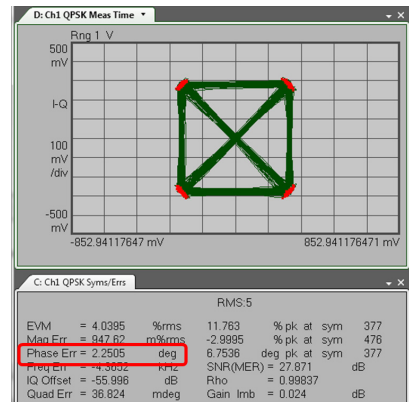 D: Ch1 QPSK Meas Time
Rng 1 V
500
mV
I-Q
100
mV
/div
-500
mV
-852.94117647 mV 852.941176471 mV
C: Ch1 QPSK Syms/Errs
RMS:5
EVM = 4.0395 %rms 11.763 %pk at sym 377
Mag Err = 947.62 m%rms -2.9995 %pk at sym 476
Phase Err = 2.2505 deg 6.7536 deg pk at sym 377
Freq Err = -4.3852 kHz SNR(MER) = 27.871 dB
IQ Offset = -55.996 dB Rho = 0.99837
Quad Err = 36.824 mdeg Gain Imb = 0.024 dB